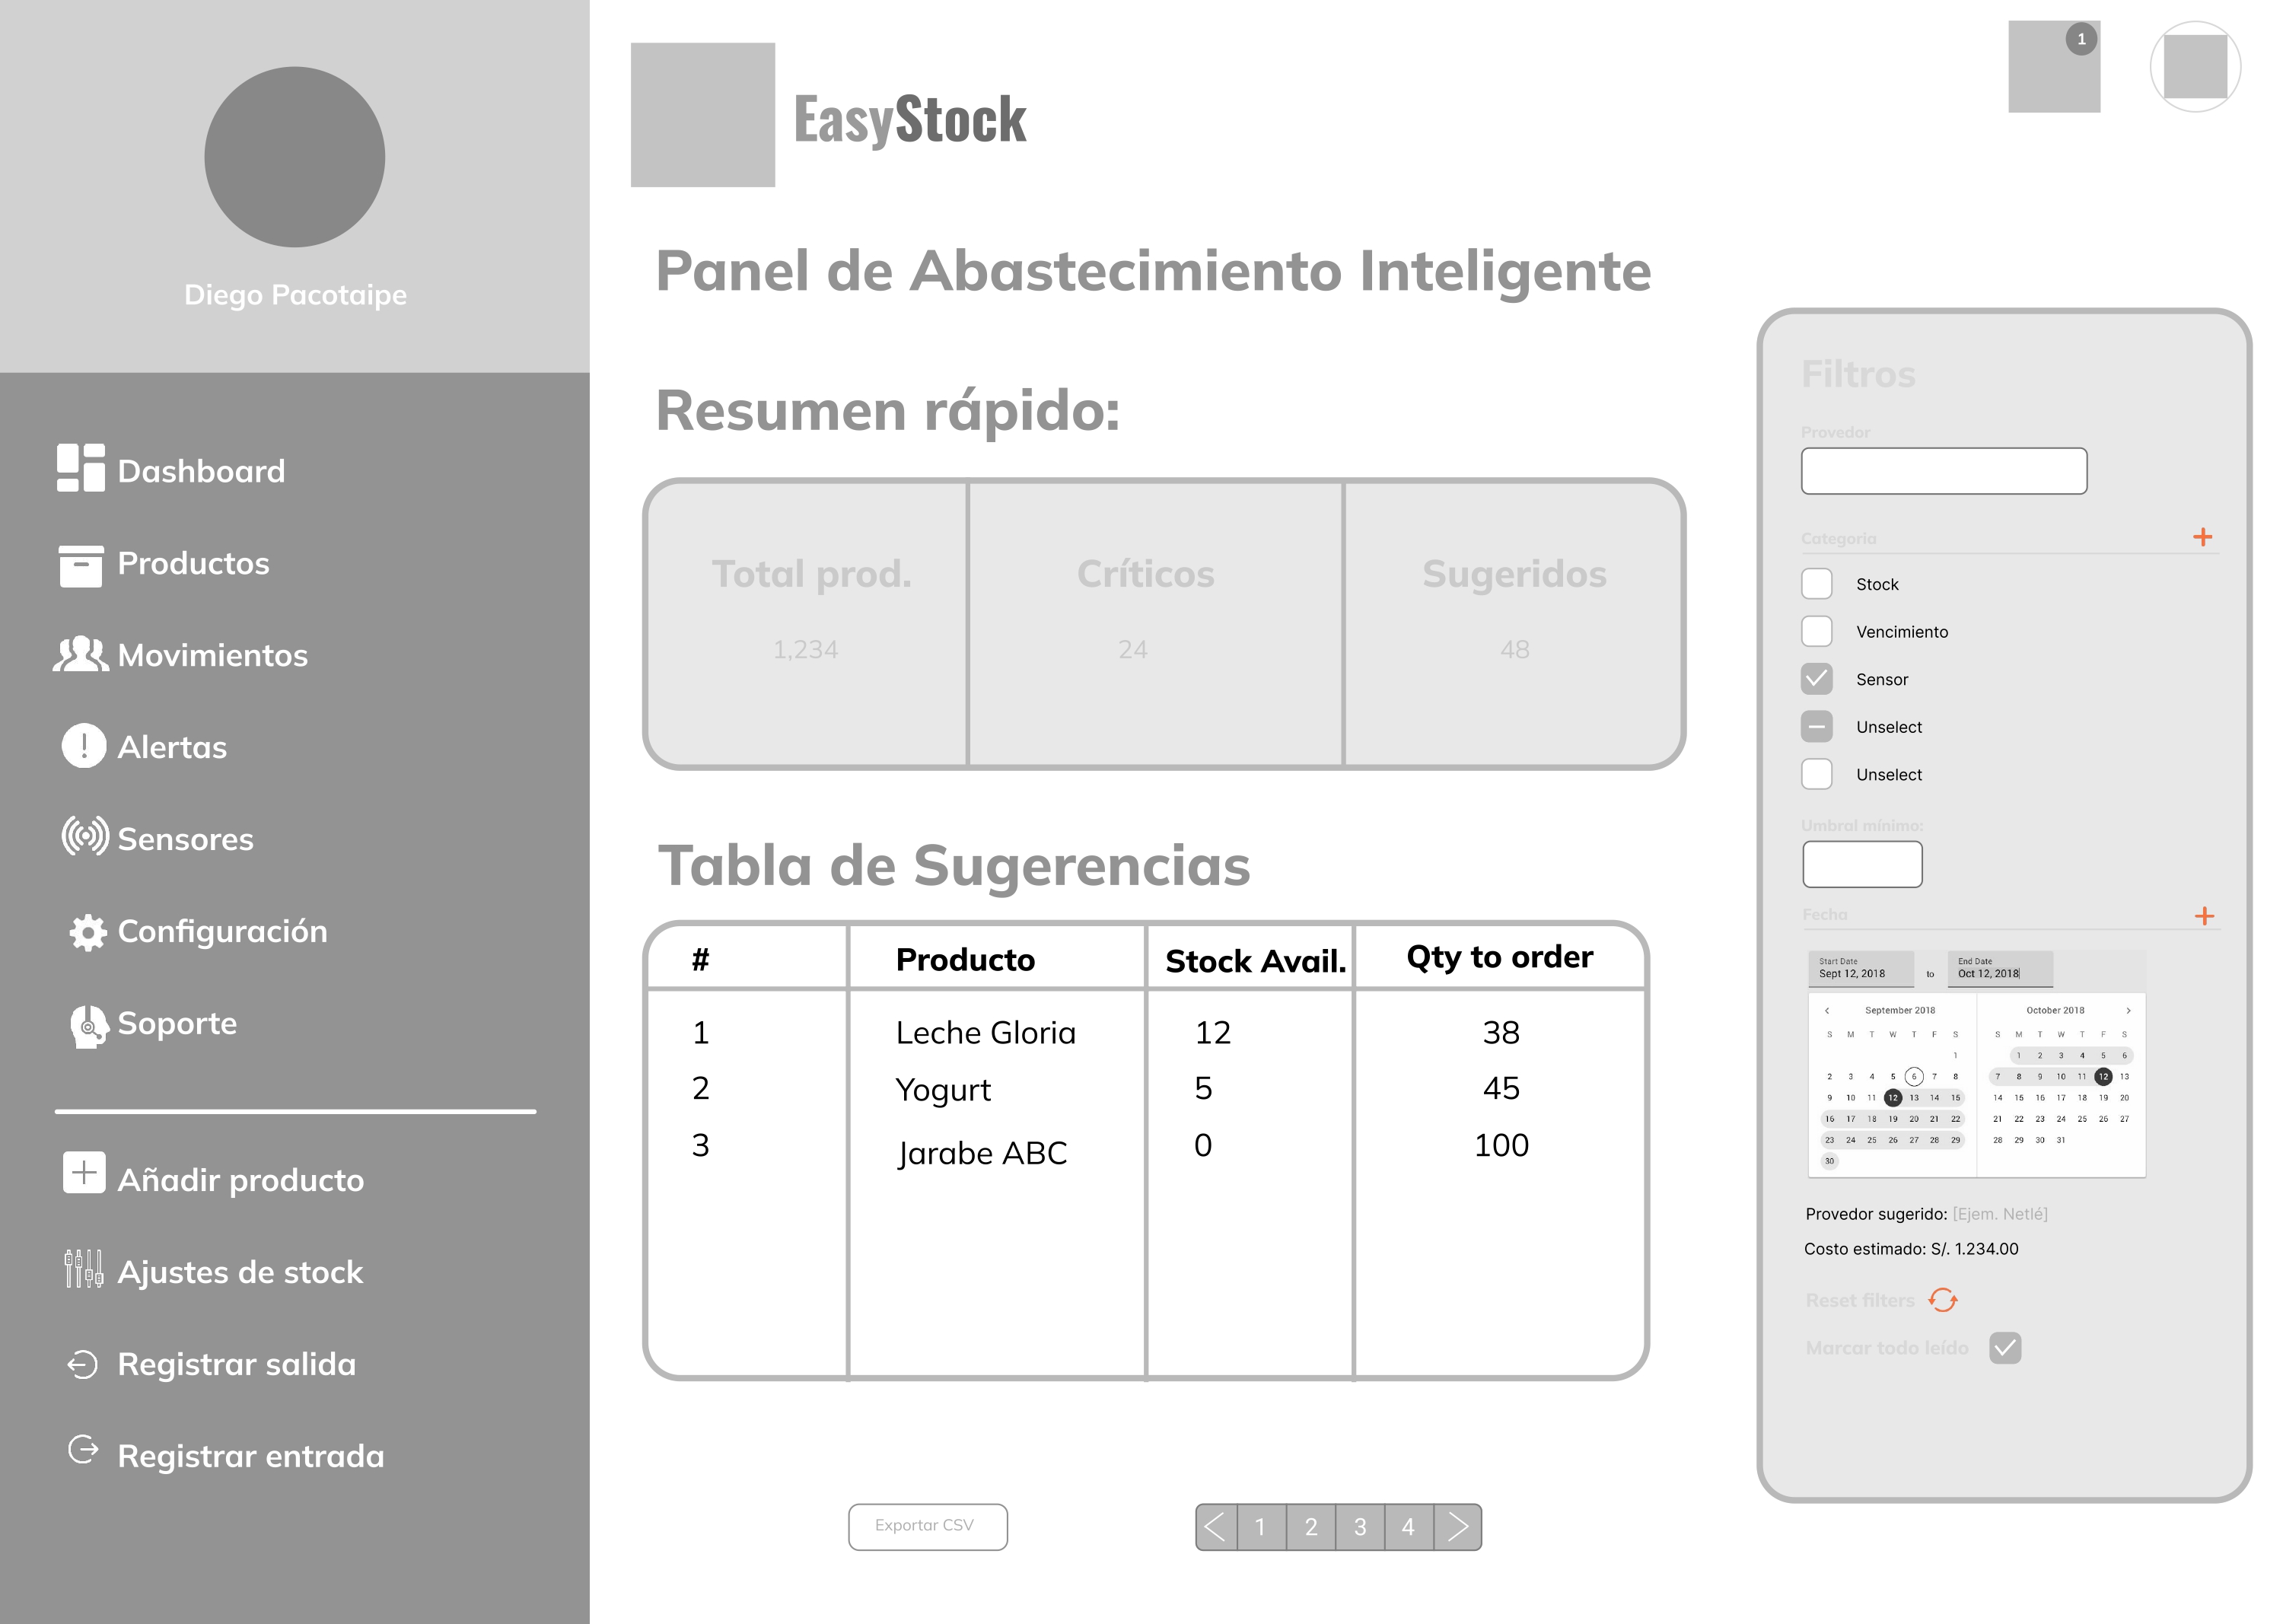 Diego Pacotaipe
Dashboard
Productos
Movimientos
Alertas
Sensores
Configuración
Soporte
Añadir producto
Ajustes de stock
Registrar salida
Registrar entrada
EasyStock
1
Panel de Abastecimiento Inteligente
Resumen rápido:
Total prod. Críticos Sugeridos
1,234 24 48
Tabla de Sugerencias
# Producto Stock Avail. Qty to order
1 Leche Gloria 12 38
2 Yogurt 5 45
3 Jarabe ABC 0 100
Exportar CSV
1 2 3 4
Filtros
Provedor
Categoria
Stock
Vencimiento
Sensor
Unselect
Unselect
Umbral mínimo:
Fecha
Start Date End Date
Sept 12, 2018 to Oct 12, 2018
September 2018 October 2018
S M T W T F S S M T W T F S
1 1 2 3 4 5 6
2 3 4 5 6 7 8 7 8 9 10 11 12 13
9 10 11 12 13 14 15 14 15 16 17 18 19 20
16 17 18 19 20 21 22 21 22 23 24 25 26 27
23 24 25 26 27 28 29 28 29 30 31
30
Provedor sugerido: [Ejem. Netlé]
Costo estimado: S/. 1.234.00
Reset filters
Marcar todo leído